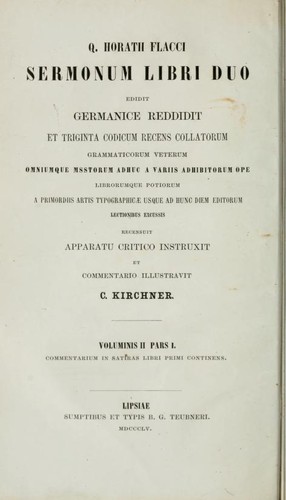 Q. HORATII FLACCI
SERMONUM LIBRI DUO
EDIDIT
GERMANICE REDDIDIT
ET TRIGINTA CODICUM RECENS COLLATORUM
GRAMMATICORUM VETERUM
OMNIUMQUE MSSTORUM ADHUC A VARIIS ADHIBITORUM OPE
LIBRORUMQUE POTIORUM
A PRIMORDIIS ARTIS TYPOGRAPHICÆ USQUE AD HUNC DIEM EDITORUM
LECTIONIBUS EXCUSSIS
RECENSUIT
APPARATU CRITICO INSTRUXIT
ET
COMMENTARIO ILLUSTRAVIT
C. KIRCHNER.
VOLUMINIS II PARS I.
COMMENTARIUM IN SATIRAS LIBRI PRIMI CONTINENS.
LIPSIAE
SUMPTIBUS ET TYPIS B. G. TEUBNERI.
MDCCCLV.